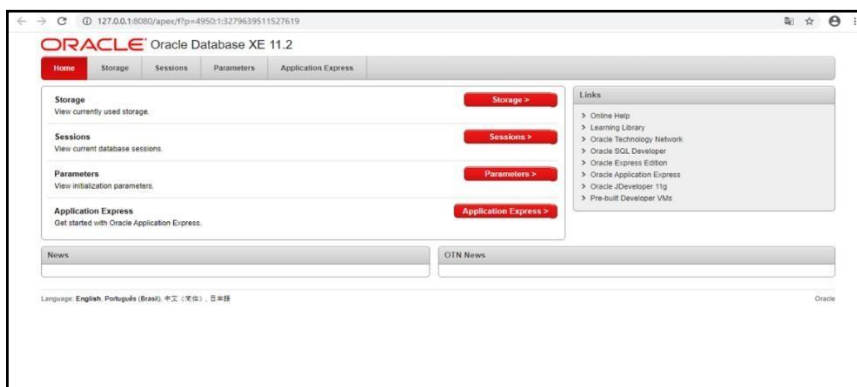 127.0.0.1:8080/apex/f?p=4950:1:3279639511527619
ORACLE Oracle Database XE 11.2
Home Storage Sessions Parameters Application Express
Storage
View currently used storage.
Storage >
Sessions
View current database sessions.
Sessions >
Parameters
View initialization parameters.
Parameters >
Application Express
Get started with Oracle Application Express.
Application Express >
Links
> Online Help
> Learning Library
> Oracle Technology Network
> Oracle SQL Developer
> Oracle Express Edition
> Oracle Application Express
> Oracle JDeveloper 11g
> Pre-built Developer VMs
News
OTN News
Language: English, Português (Brasil), 中文（简体）, 日本語
Oracle